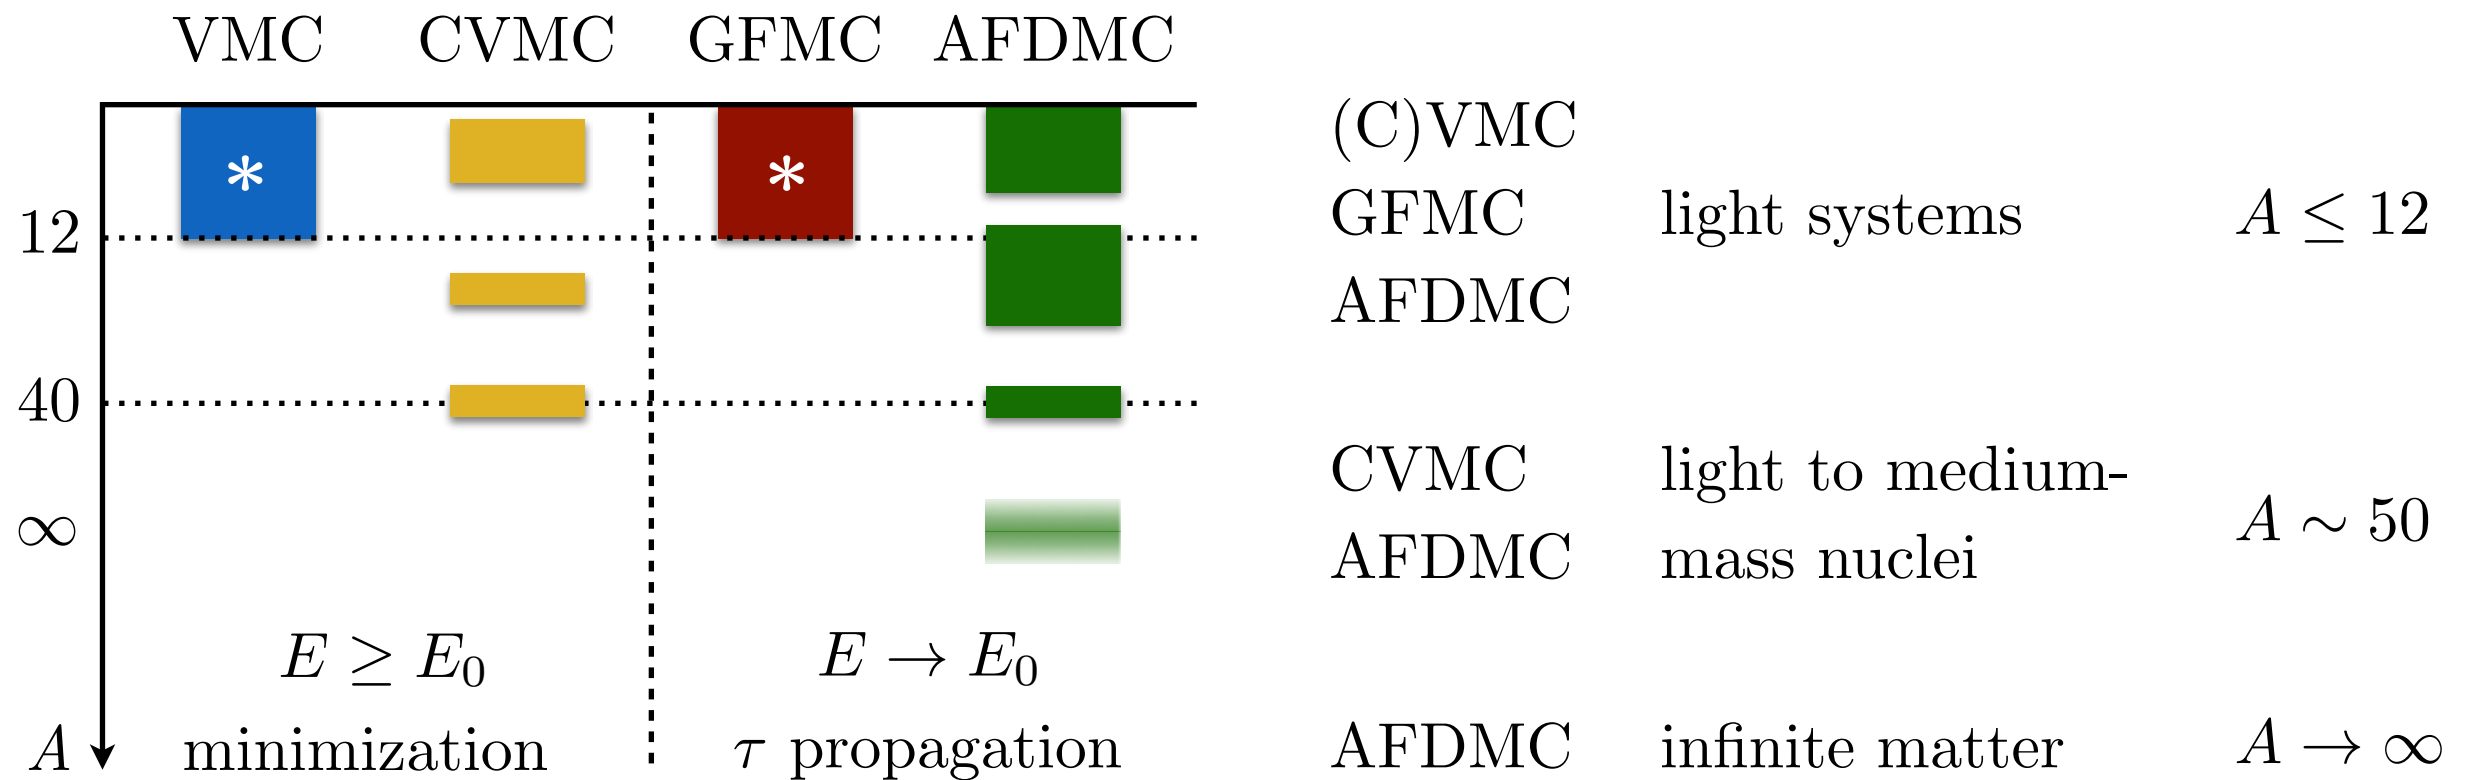 VMC CVMC GFMC AFDMC
*
*
12
40
∞
A
E ≥ E₀
minimization
E → E₀
τ propagation
(C)VMC
GFMC light systems A ≤ 12
AFDMC
CVMC light to medium-
A ∼ 50
AFDMC mass nuclei
AFDMC infinite matter A → ∞